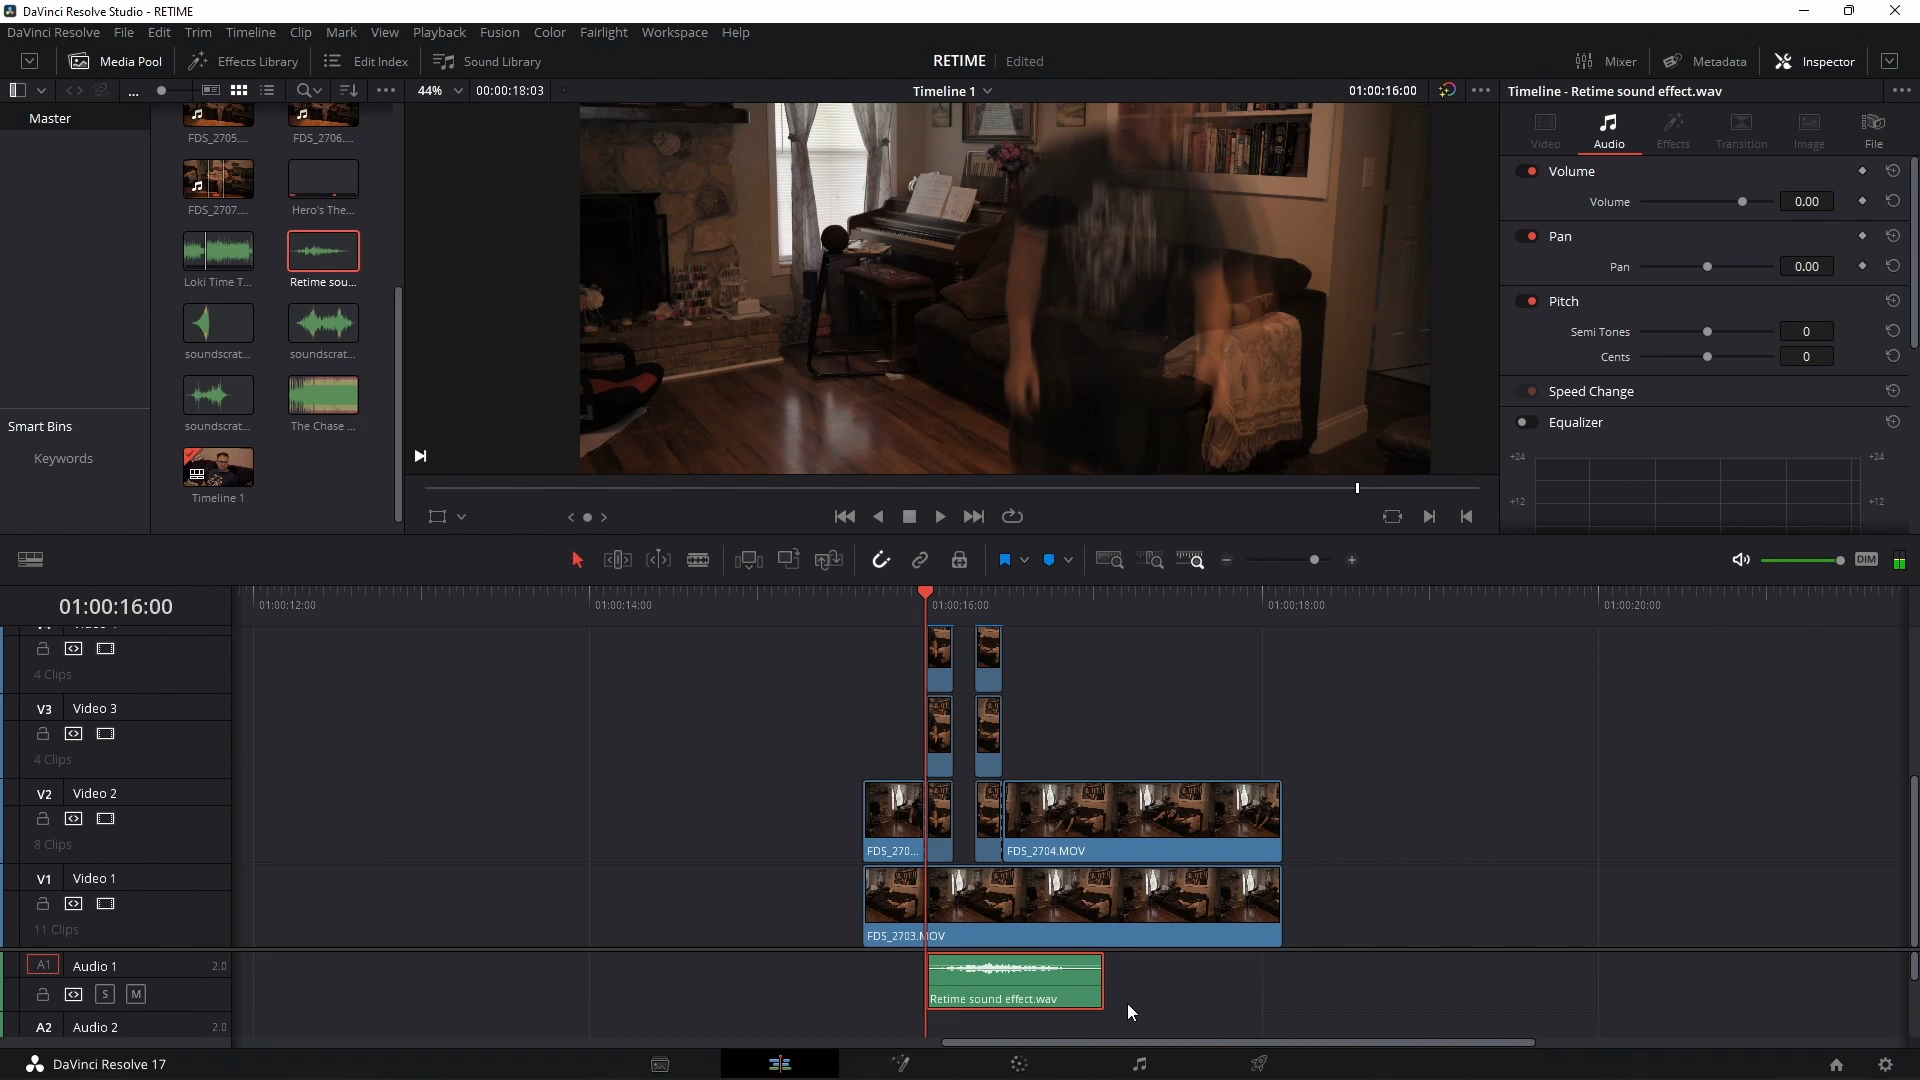 DaVinci Resolve Studio - RETIME
DaVinci Resolve File Edit Trim Timeline Clip Mark View Playback Fusion Color Fairlight Workspace Help
Media Pool Effects Library Edit Index Sound Library RETIME Edited Mixer Metadata Inspector
... 44% 00:00:18:03 Timeline 1 01:00:16:00 Timeline - Retime sound effect.wav
Master
FDS_2705.... FDS_2706....
FDS_2707.... Hero's The...
Loki Time T... Retime sou...
soundscrat... soundscrat...
soundscrat... The Chase ...
Timeline 1
Smart Bins
Keywords
Video Audio Effects Transition Image File
Volume
Volume 0.00
Pan
Pan 0.00
Pitch
Semi Tones 0
Cents 0
Speed Change
Equalizer
+24 +24
+12 +12
DIM
01:00:16:00
01:00:12:00 01:00:14:00 01:00:16:00 01:00:18:00 01:00:20:00
4 Clips
V3 Video 3
4 Clips
V2 Video 2
8 Clips
FDS_270... FDS_2704.MOV
V1 Video 1
11 Clips
FDS_2703.MOV
A1 Audio 1 2.0
S M
Retime sound effect.wav
A2 Audio 2 2.0
DaVinci Resolve 17